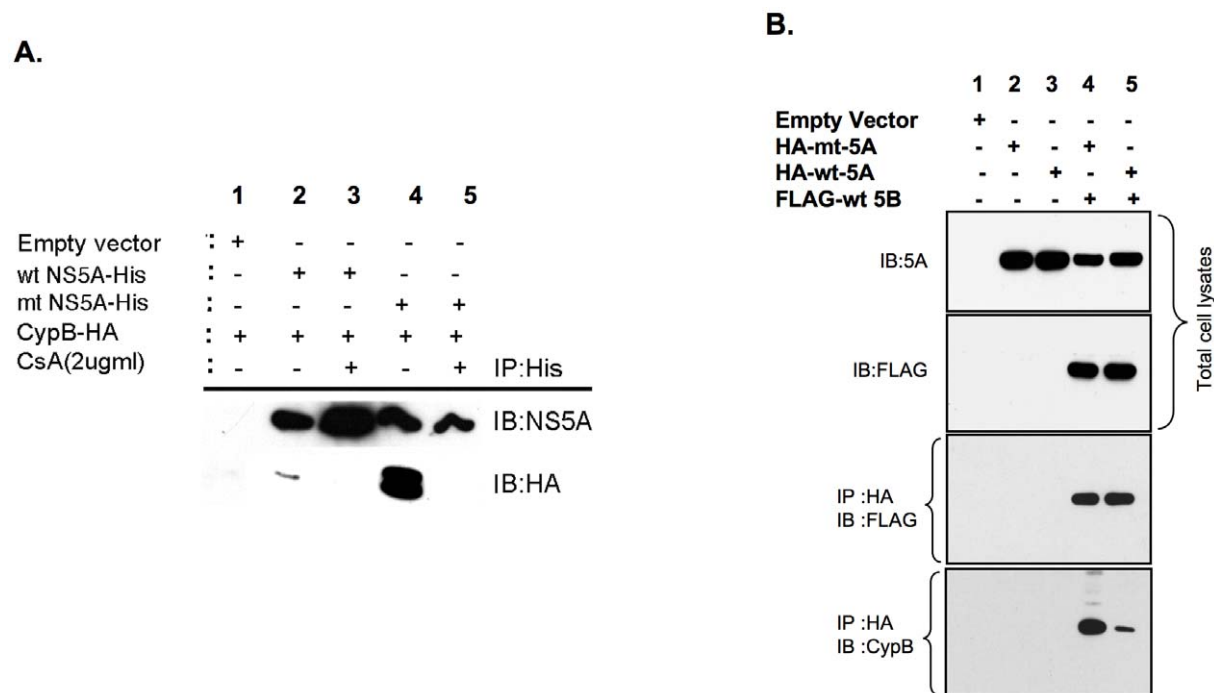 A.
1 2 3 4 5
Empty vector : + - - - -
wt NS5A-His : - + + - -
mt NS5A-His : - - - + +
CypB-HA : + + + + +
CsA(2ugml) : - - + - + IP:His
IB:NS5A
IB:HA
B.
1 2 3 4 5
Empty Vector + - - - -
HA-mt-5A - + - + -
HA-wt-5A - - + - +
FLAG-wt 5B - - - + +
IB:5A
IB:FLAG
Total cell lysates
IP :HA
IB :FLAG
IP :HA
IB :CypB